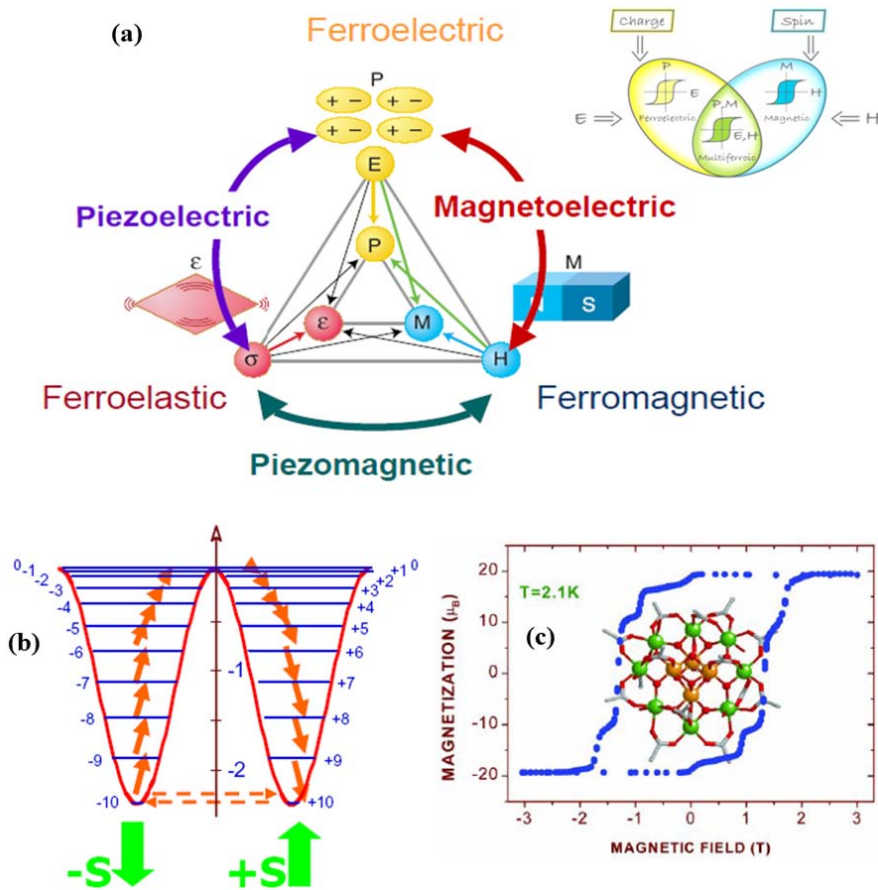 (a)
Ferroelectric
P
+ − + −
+ − + −
E
Piezoelectric
Magnetoelectric
P
ε
ε
M
M
S
σ
H
Ferroelastic
Ferromagnetic
Piezomagnetic
Charge
Spin
P
M
E
H
E
H
Ferroelectric
P,M
Magnetic
E,H
Multiferroic
(b)
0
-1
-2
-3
-4
-5
-6
-7
-8
-9
-10
0
+1
+2
+3
+4
+5
+6
+7
+8
+9
+10
-1
-2
-S
+S
(c)
T=2.1K
MAGNETIZATION (μB)
20
10
0
-10
-20
-3
-2
-1
0
1
2
3
MAGNETIC FIELD (T)